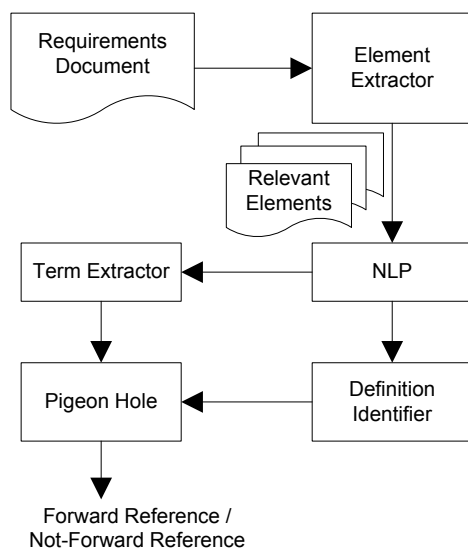 Requirements
Document
Element
Extractor
Relevant
Elements
Term Extractor
NLP
Pigeon Hole
Definition
Identifier
Forward Reference /
Not-Forward Reference